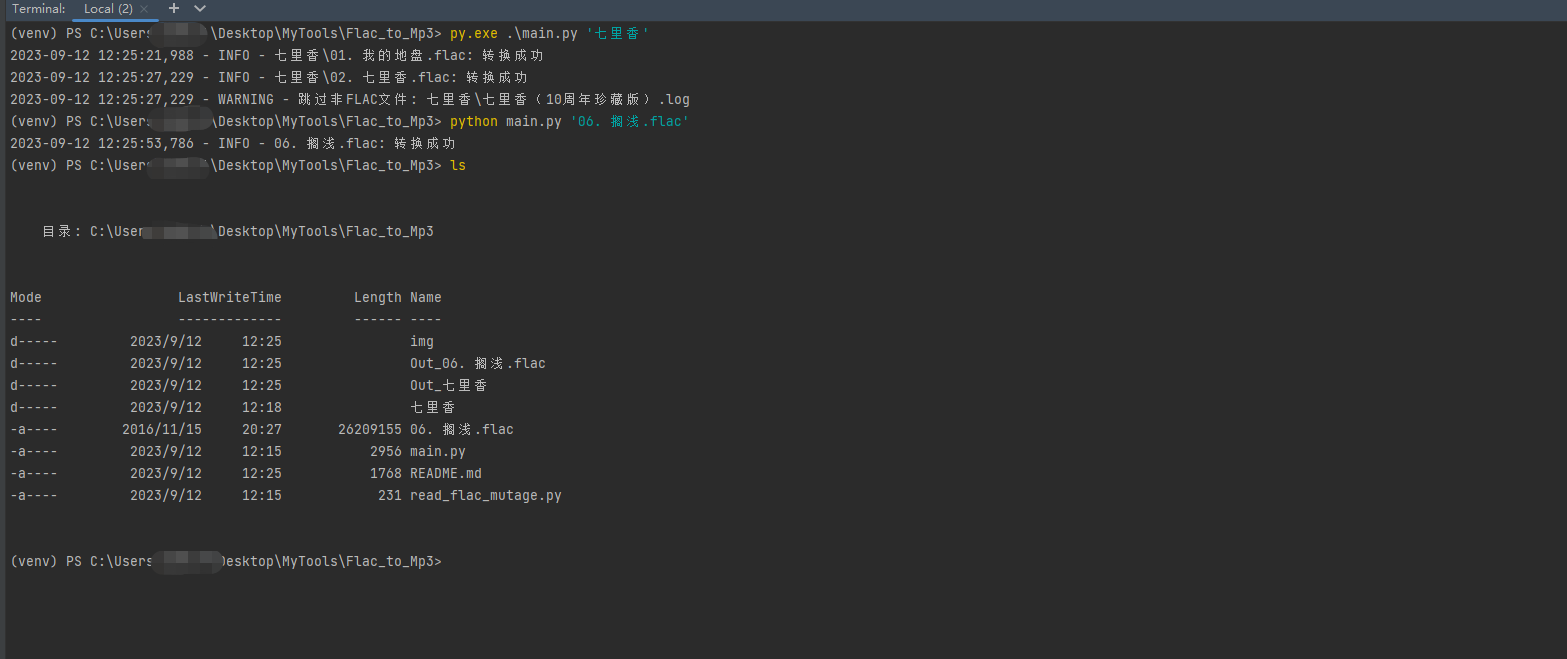 Terminal: Local (2) × +
(venv) PS C:\Users \Desktop\MyTools\Flac_to_Mp3> py.exe .\main.py '七里香'
2023-09-12 12:25:21,988 - INFO - 七里香\01. 我的地盘.flac: 转换成功
2023-09-12 12:25:27,229 - INFO - 七里香\02. 七里香.flac: 转换成功
2023-09-12 12:25:27,229 - WARNING - 跳过非FLAC文件: 七里香\七里香（10周年珍藏版）.log
(venv) PS C:\User \Desktop\MyTools\Flac_to_Mp3> python main.py '06. 搁浅.flac'
2023-09-12 12:25:53,786 - INFO - 06. 搁浅.flac: 转换成功
(venv) PS C:\User \Desktop\MyTools\Flac_to_Mp3> ls
目录: C:\User \Desktop\MyTools\Flac_to_Mp3
Mode LastWriteTime Length Name
---- ------------- ------ ----
d----- 2023/9/12 12:25 img
d----- 2023/9/12 12:25 Out_06. 搁浅.flac
d----- 2023/9/12 12:25 Out_七里香
d----- 2023/9/12 12:18 七里香
-a---- 2016/11/15 20:27 26209155 06. 搁浅.flac
-a---- 2023/9/12 12:15 2956 main.py
-a---- 2023/9/12 12:25 1768 README.md
-a---- 2023/9/12 12:15 231 read_flac_mutage.py
(venv) PS C:\Users Desktop\MyTools\Flac_to_Mp3>